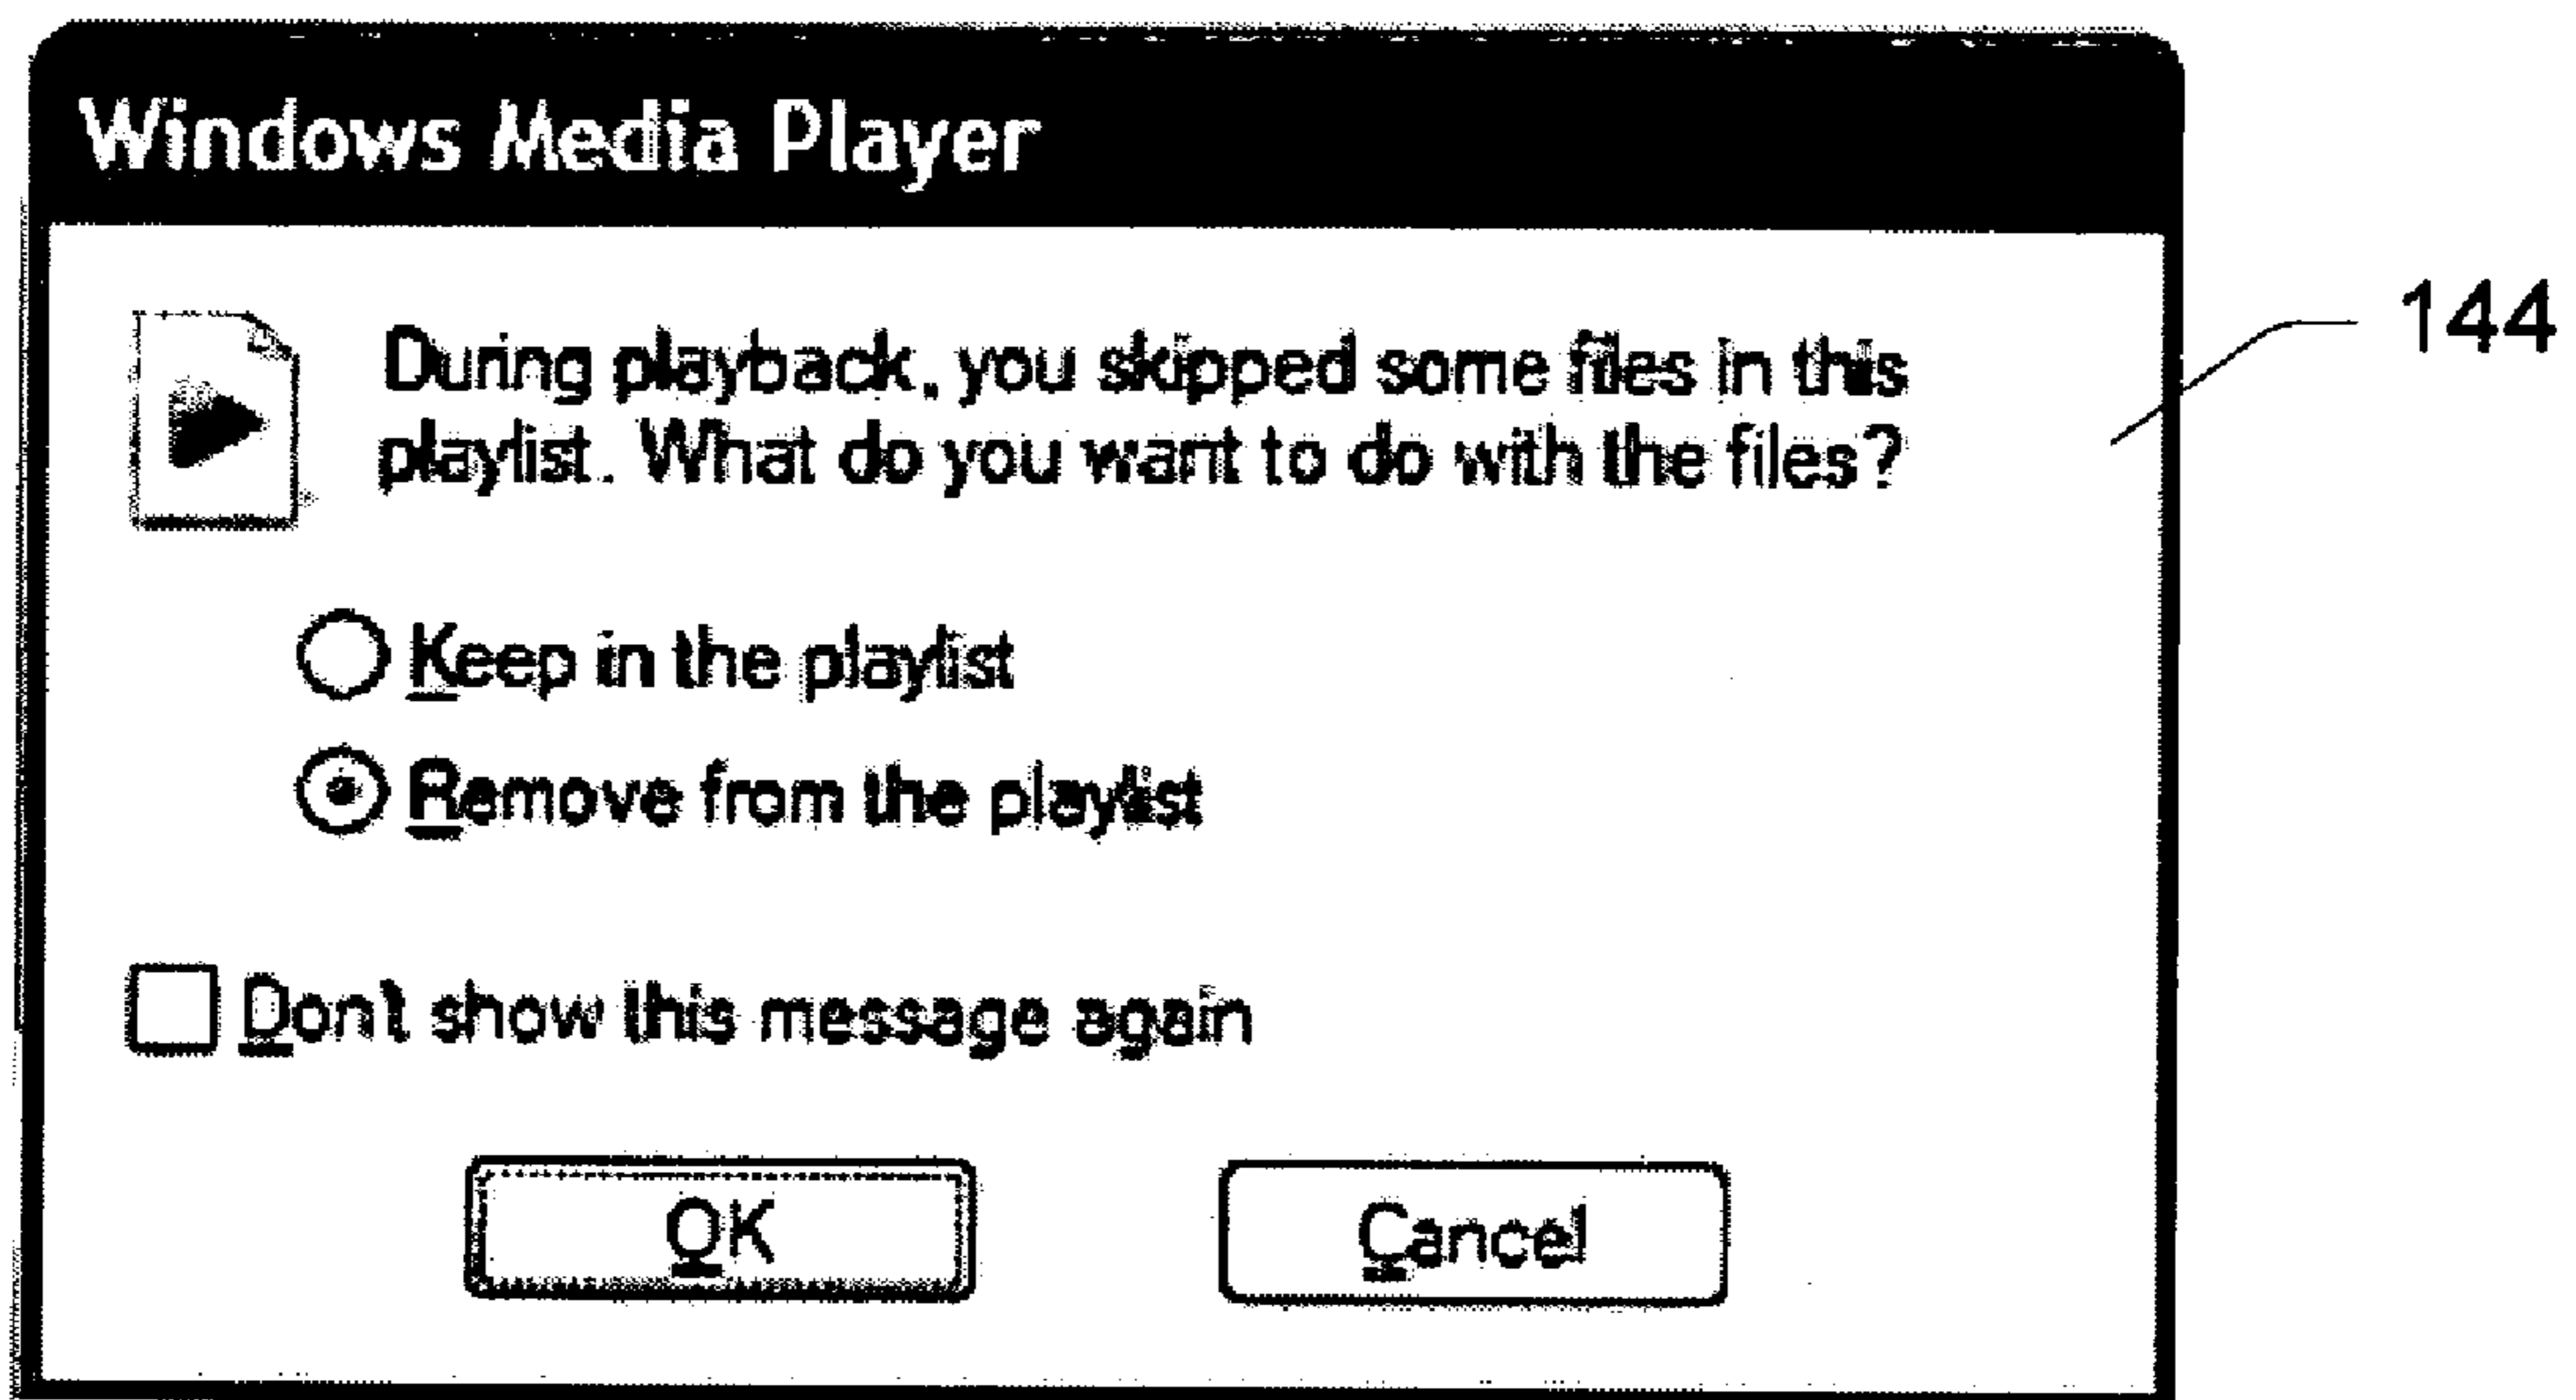 Windows Media Player
During playback, you skipped some files in this
playlist. What do you want to do with the files?
144
Keep in the playlist
Remove from the playlist
Don't show this message again
OK
Cancel